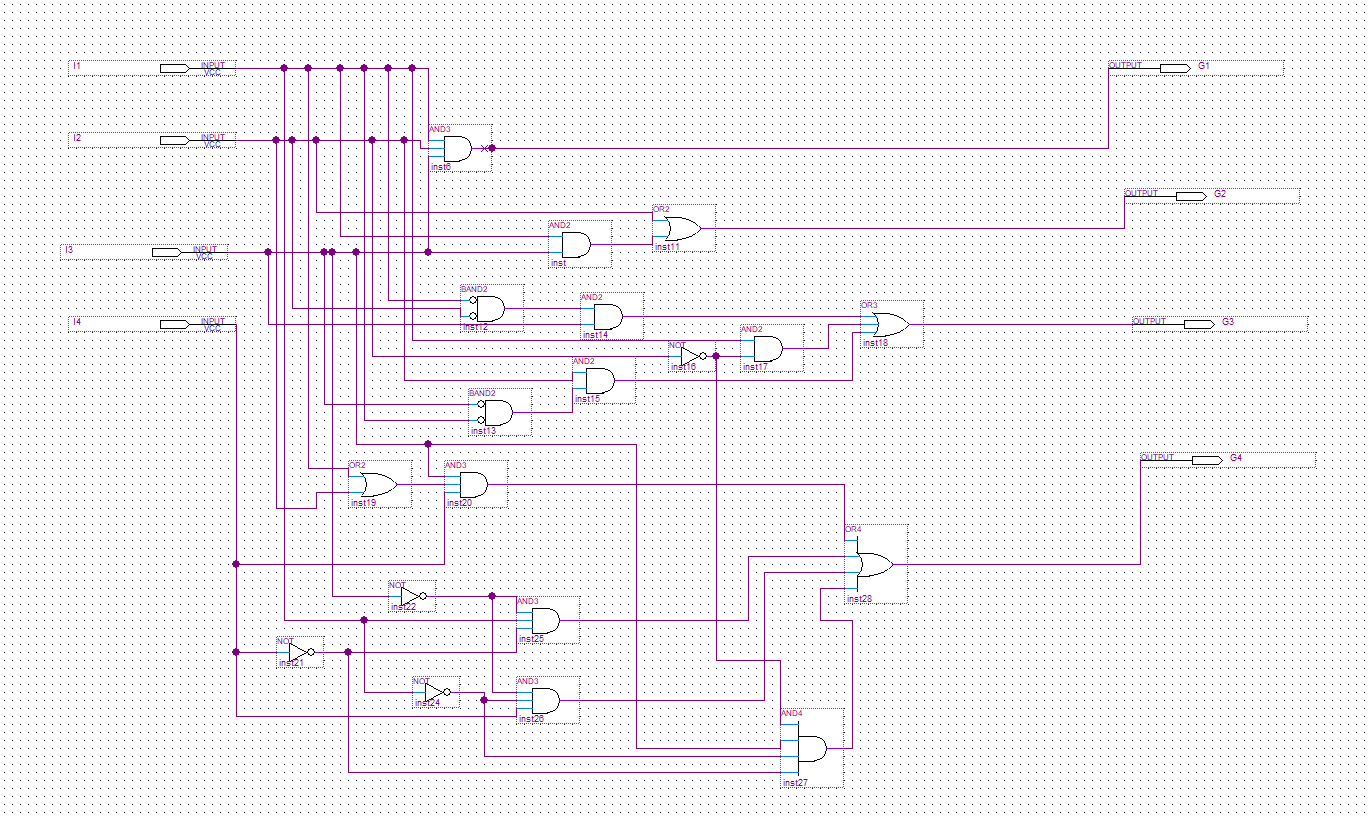 I1 INPUT VCC
OUTPUT G1
I2 INPUT VCC
AND3
inst6
OUTPUT G2
OR2
inst11
AND2
inst
I3 INPUT VCC
BAND2
inst12
AND2
inst14
OR3
inst18
I4 INPUT VCC
OUTPUT G3
AND2
inst17
NOT
inst16
AND2
inst15
BAND2
inst13
OUTPUT G4
OR2
inst19
AND3
inst20
OR4
inst28
NOT
inst22
AND3
inst25
NOT
inst21
NOT
inst24
AND3
inst26
AND4
inst27